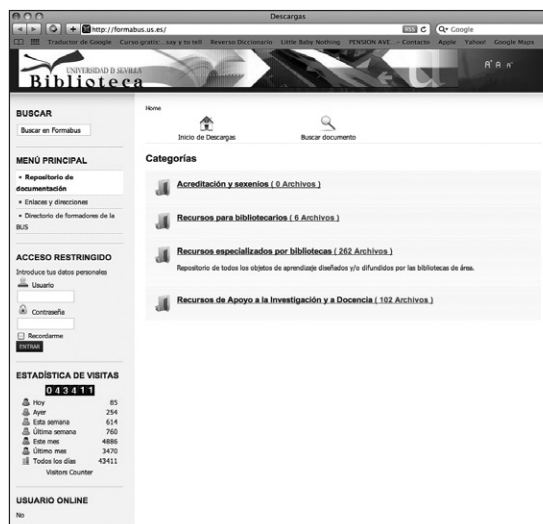 Descargas
http://formabus.us.es/
RSS
Q- Google
Traductor de Google Curso gratis:...say y to tell Reverso Diccionario Little Baby Nothing PENSION AVE... - Contacto Apple Yahoo! Google Maps
UNIVERSIDAD D SEVILLA
Biblioteca
A+ A A-
BUSCAR
Buscar en Formabus
MENÚ PRINCIPAL
Repositorio de
documentación
Enlaces y direcciones
Directorio de formadores de la
BUS
ACCESO RESTRINGIDO
Introduce tus datos personales
Usuario
Contraseña
Recordarme
ENTRAR
ESTADÍSTICA DE VISITAS
043411
Hoy 85
Ayer 254
Esta semana 614
Última semana 760
Este mes 4886
Último mes 3470
Todos los días 43411
Visitors Counter
USUARIO ONLINE
No
Home
Inicio de Descargas Buscar documento
Categorías
Acreditación y sexenios ( 0 Archivos )
Recursos para bibliotecarios ( 6 Archivos )
Recursos especializados por bibliotecas ( 262 Archivos )
Repositorio de todos los objetos de aprendizaje diseñados y/o difundidos por las bibliotecas de área.
Recursos de Apoyo a la Investigación y a Docencia ( 102 Archivos )